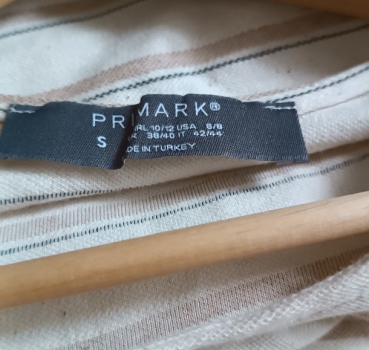 PRIMARK®
IRL 10/12 USA 6/8
38/40 IT 42/44
S
MADE IN TURKEY